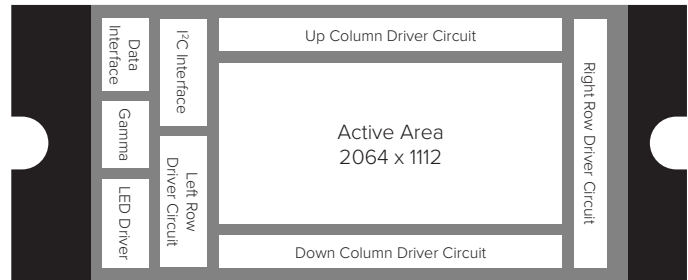 Data
Interface
Gamma
LED Driver
I²C Interface
Left Row
Driver Circuit
Up Column Driver Circuit
Active Area
2064 x 1112
Down Column Driver Circuit
Right Row Driver Circuit